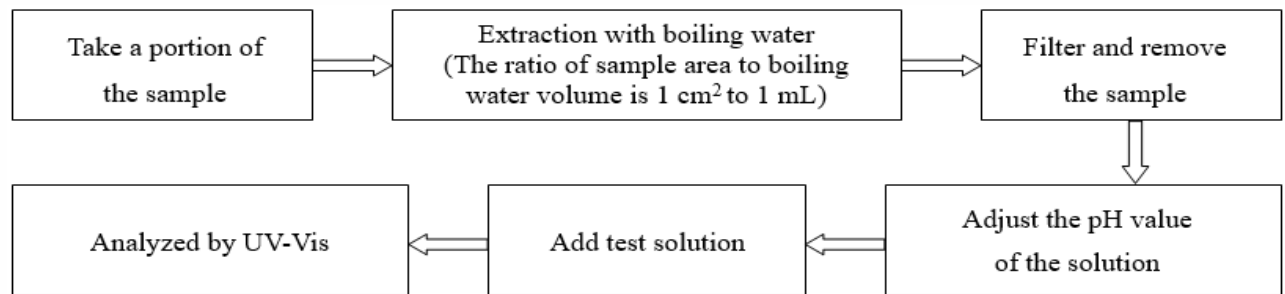 Take a portion of
the sample
Extraction with boiling water
(The ratio of sample area to boiling
water volume is 1 cm² to 1 mL)
Filter and remove
the sample
Adjust the pH value
of the solution
Add test solution
Analyzed by UV-Vis